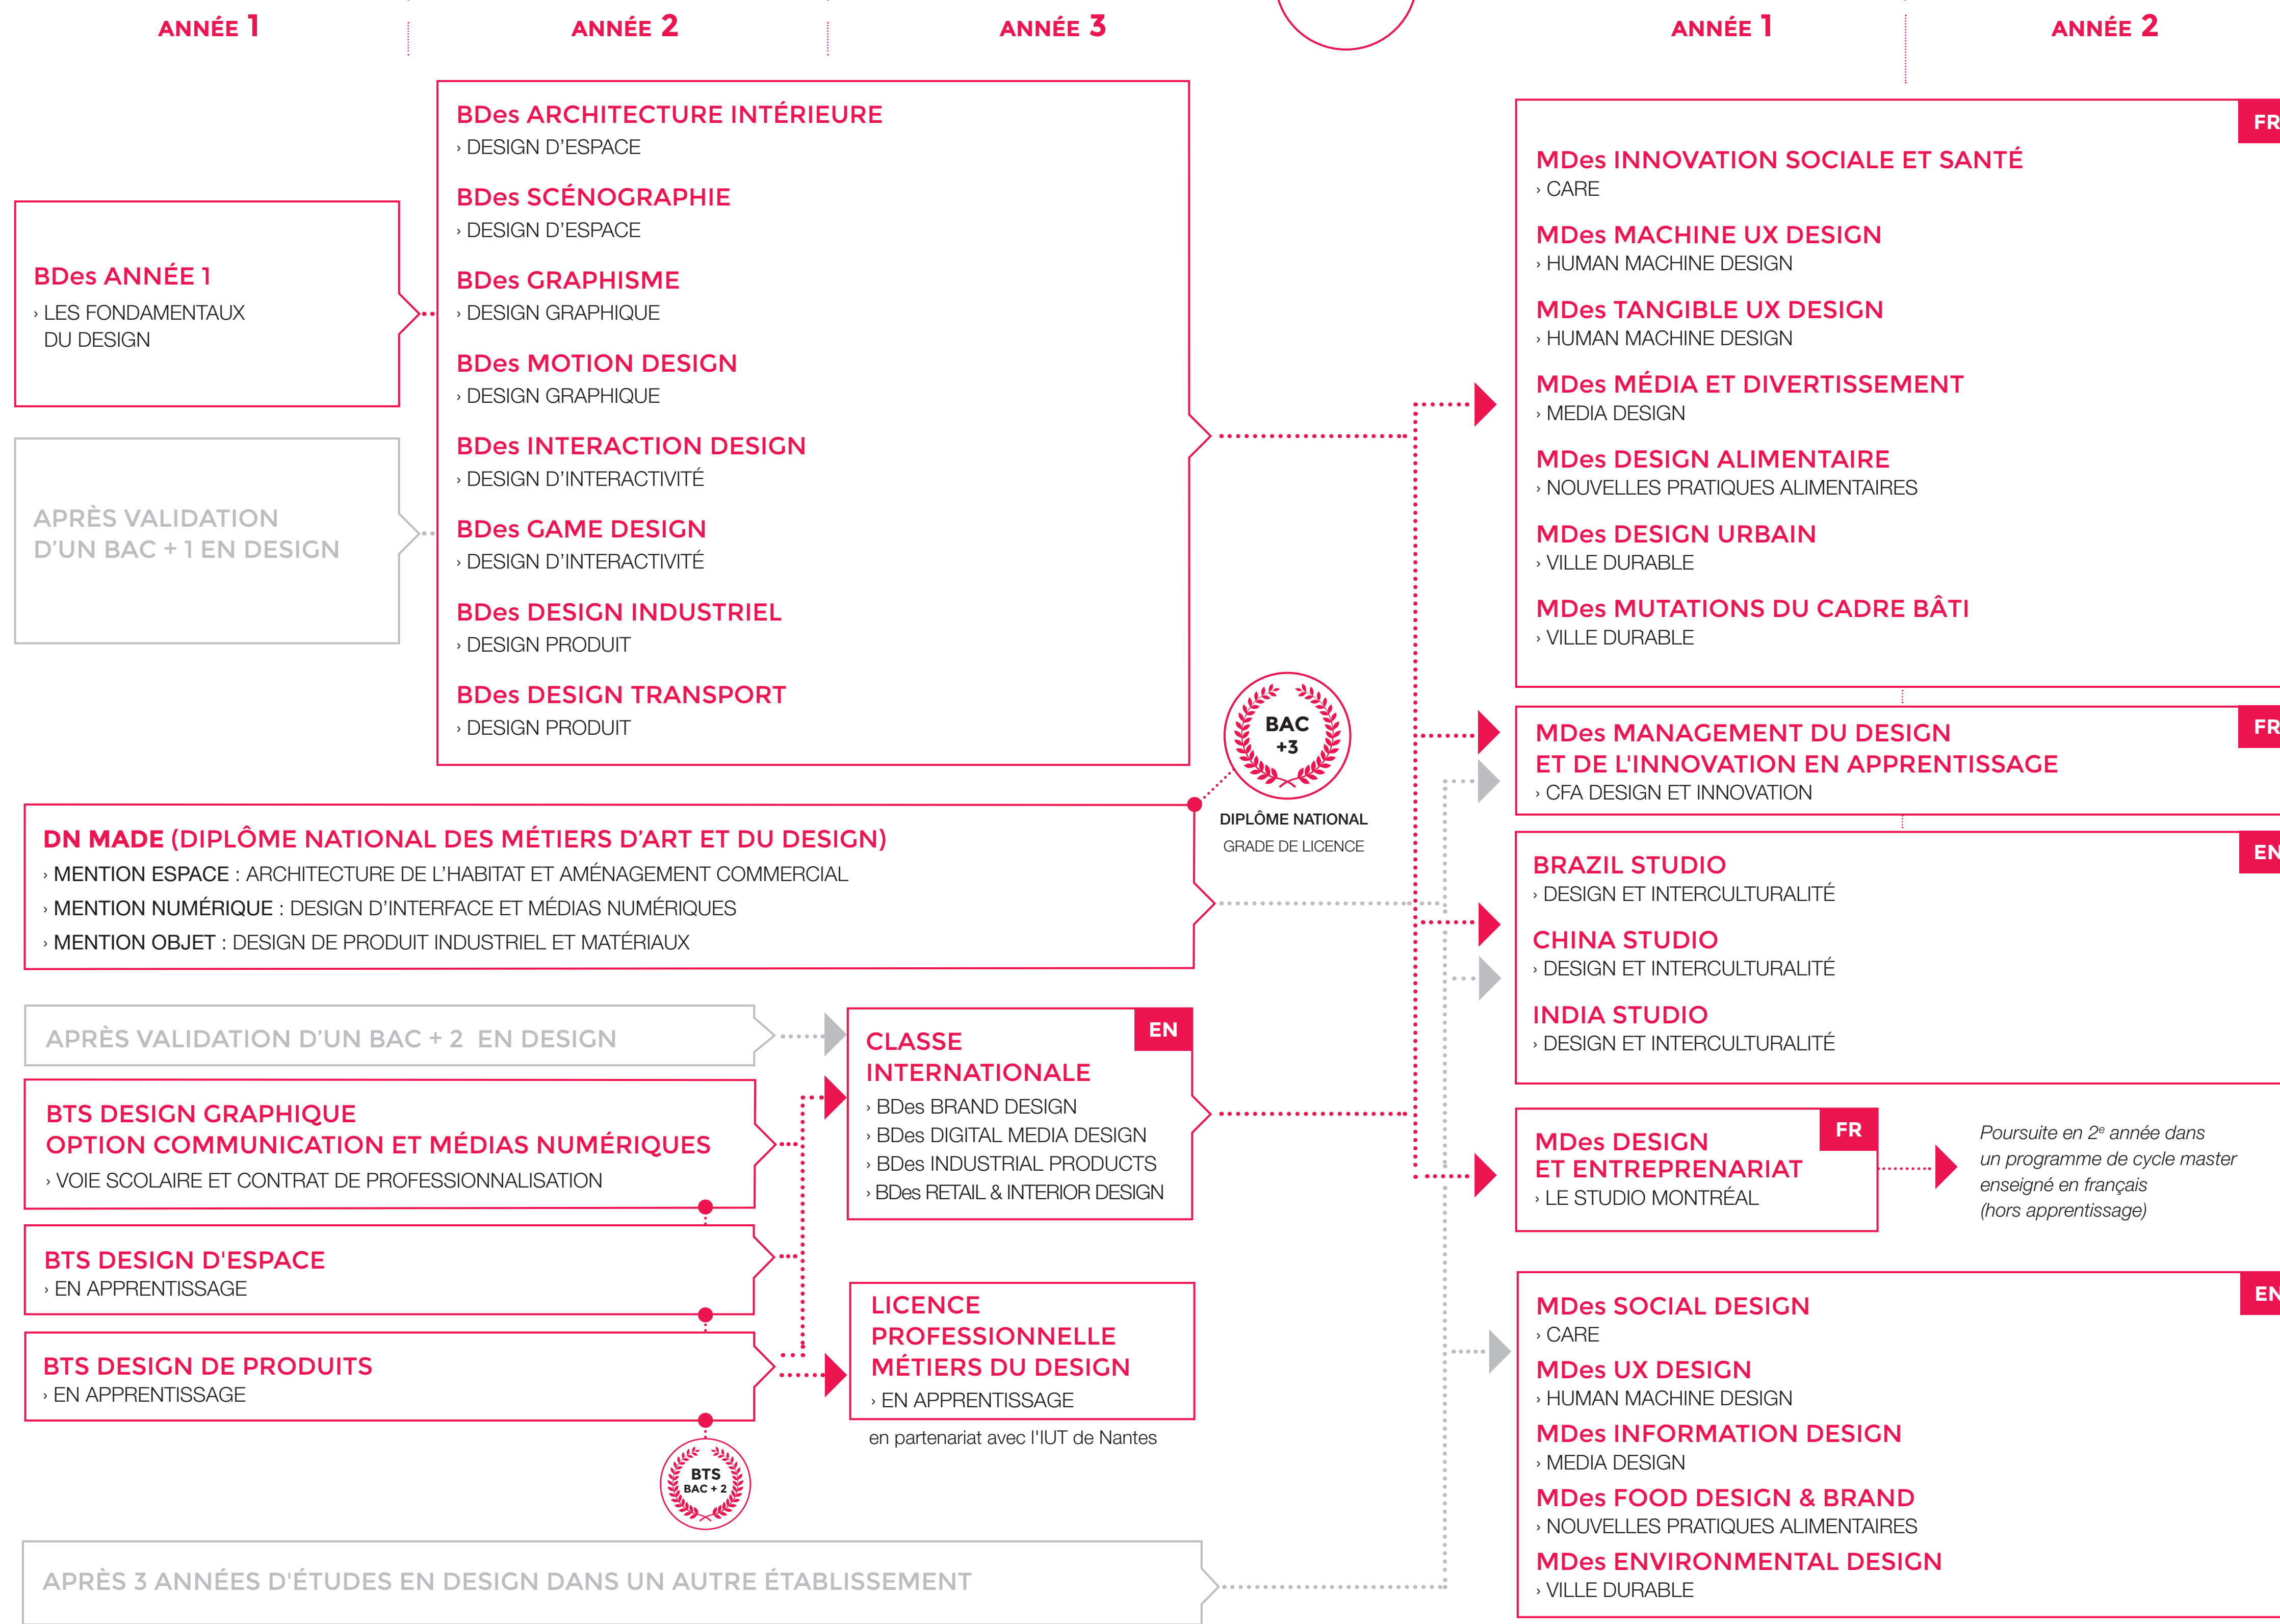 ANNÉE 1
ANNÉE 2
ANNÉE 3
ANNÉE 1
ANNÉE 2
BDes ANNÉE 1
› LES FONDAMENTAUX
DU DESIGN
APRÈS VALIDATION
D’UN BAC + 1 EN DESIGN
BDes ARCHITECTURE INTÉRIEURE
› DESIGN D’ESPACE
BDes SCÉNOGRAPHIE
› DESIGN D’ESPACE
BDes GRAPHISME
› DESIGN GRAPHIQUE
BDes MOTION DESIGN
› DESIGN GRAPHIQUE
BDes INTERACTION DESIGN
› DESIGN D’INTERACTIVITÉ
BDes GAME DESIGN
› DESIGN D’INTERACTIVITÉ
BDes DESIGN INDUSTRIEL
› DESIGN PRODUIT
BDes DESIGN TRANSPORT
› DESIGN PRODUIT
BAC
+3
DIPLÔME NATIONAL
GRADE DE LICENCE
DN MADE (DIPLÔME NATIONAL DES MÉTIERS D’ART ET DU DESIGN)
› MENTION ESPACE : ARCHITECTURE DE L’HABITAT ET AMÉNAGEMENT COMMERCIAL
› MENTION NUMÉRIQUE : DESIGN D’INTERFACE ET MÉDIAS NUMÉRIQUES
› MENTION OBJET : DESIGN DE PRODUIT INDUSTRIEL ET MATÉRIAUX
APRÈS VALIDATION D’UN BAC + 2 EN DESIGN
BTS DESIGN GRAPHIQUE
OPTION COMMUNICATION ET MÉDIAS NUMÉRIQUES
› VOIE SCOLAIRE ET CONTRAT DE PROFESSIONNALISATION
BTS DESIGN D'ESPACE
› EN APPRENTISSAGE
BTS DESIGN DE PRODUITS
› EN APPRENTISSAGE
BTS
BAC + 2
EN
CLASSE
INTERNATIONALE
› BDes BRAND DESIGN
› BDes DIGITAL MEDIA DESIGN
› BDes INDUSTRIAL PRODUCTS
› BDes RETAIL & INTERIOR DESIGN
LICENCE
PROFESSIONNELLE
MÉTIERS DU DESIGN
› EN APPRENTISSAGE
en partenariat avec l'IUT de Nantes
APRÈS 3 ANNÉES D'ÉTUDES EN DESIGN DANS UN AUTRE ÉTABLISSEMENT
FR
MDes INNOVATION SOCIALE ET SANTÉ
› CARE
MDes MACHINE UX DESIGN
› HUMAN MACHINE DESIGN
MDes TANGIBLE UX DESIGN
› HUMAN MACHINE DESIGN
MDes MÉDIA ET DIVERTISSEMENT
› MEDIA DESIGN
MDes DESIGN ALIMENTAIRE
› NOUVELLES PRATIQUES ALIMENTAIRES
MDes DESIGN URBAIN
› VILLE DURABLE
MDes MUTATIONS DU CADRE BÂTI
› VILLE DURABLE
FR
MDes MANAGEMENT DU DESIGN
ET DE L'INNOVATION EN APPRENTISSAGE
› CFA DESIGN ET INNOVATION
EN
BRAZIL STUDIO
› DESIGN ET INTERCULTURALITÉ
CHINA STUDIO
› DESIGN ET INTERCULTURALITÉ
INDIA STUDIO
› DESIGN ET INTERCULTURALITÉ
FR
MDes DESIGN
ET ENTREPRENARIAT
› LE STUDIO MONTRÉAL
Poursuite en 2e année dans
un programme de cycle master
enseigné en français
(hors apprentissage)
EN
MDes SOCIAL DESIGN
› CARE
MDes UX DESIGN
› HUMAN MACHINE DESIGN
MDes INFORMATION DESIGN
› MEDIA DESIGN
MDes FOOD DESIGN & BRAND
› NOUVELLES PRATIQUES ALIMENTAIRES
MDes ENVIRONMENTAL DESIGN
› VILLE DURABLE